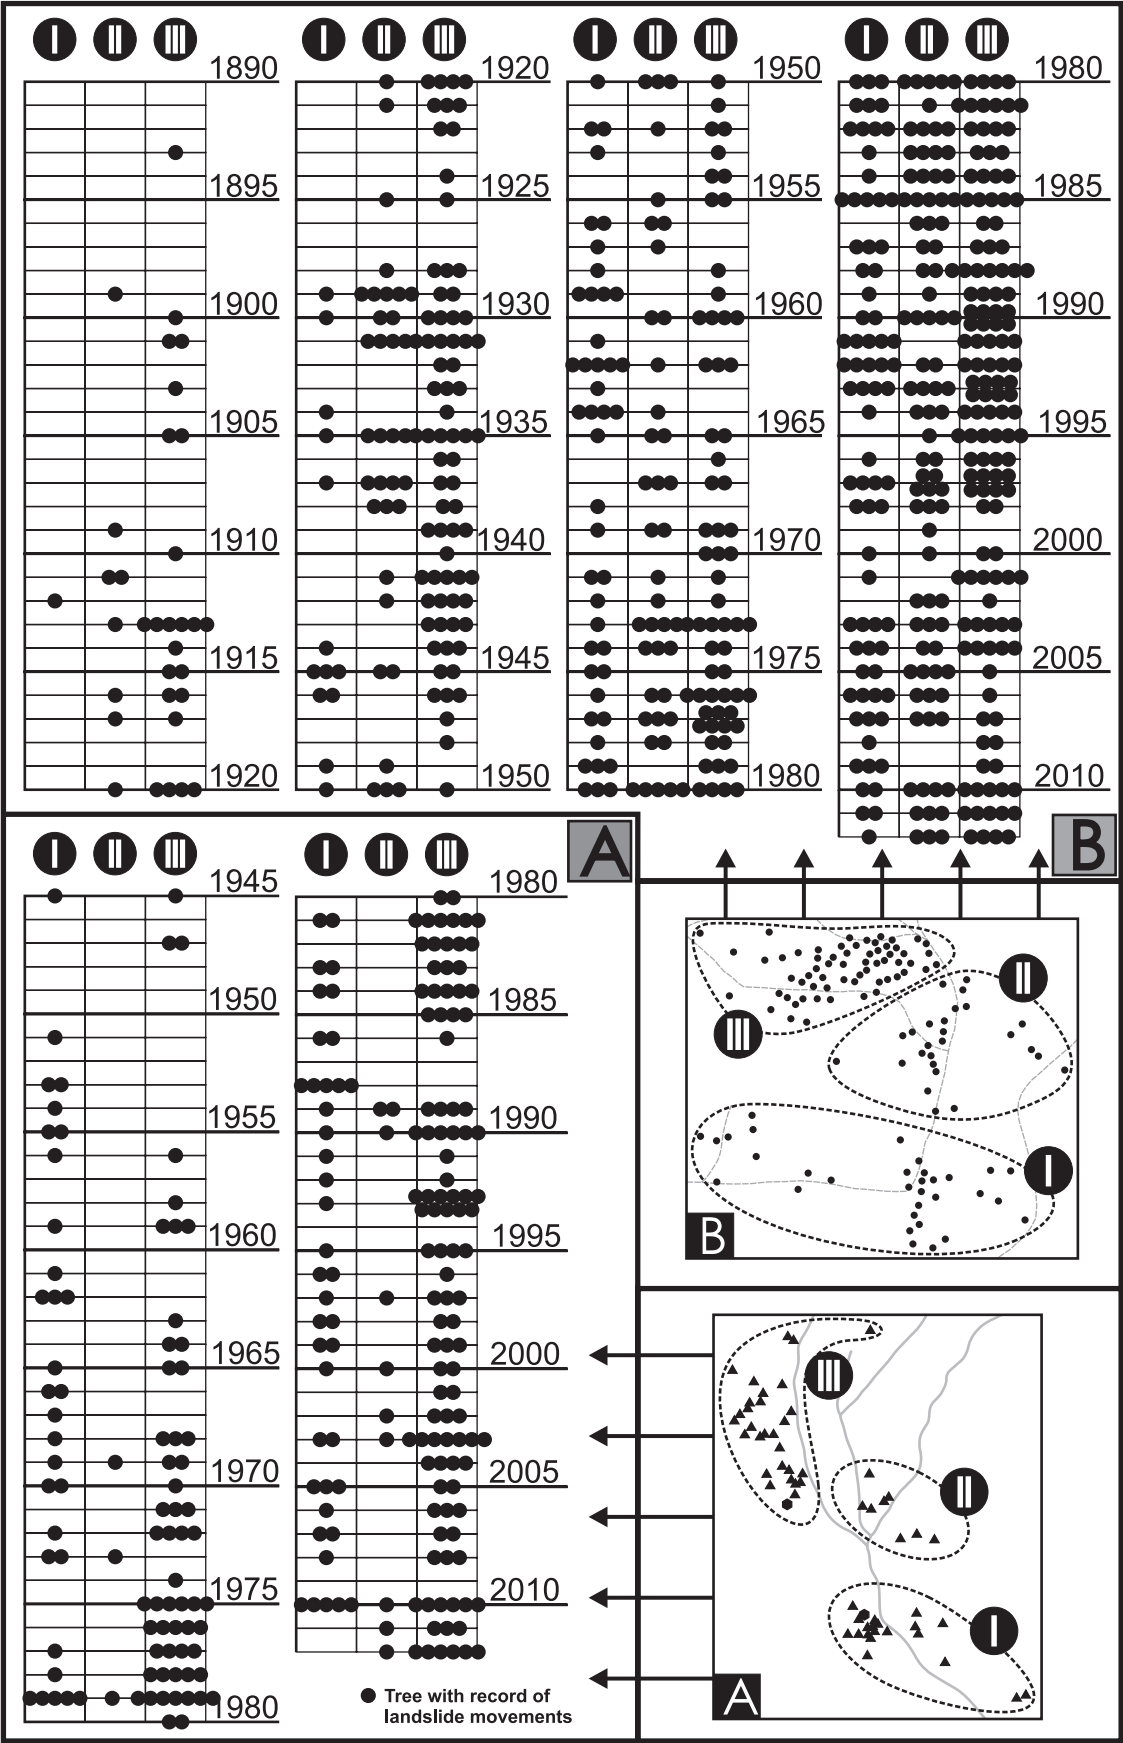 I II III I II III I II III I II III
1890 1920 1950 1980
1895 1925 1955 1985
1900 1930 1960 1990
1905 1935 1965 1995
1910 1940 1970 2000
1915 1945 1975 2005
1920 1950 1980 2010
A
B
I II III I II III
1945 1980
1950 1985
1955 1990
1960 1995
1965 2000
1970 2005
1975 2010
1980
Tree with record of
landslide movements
II
III
I
B
III
II
I
A